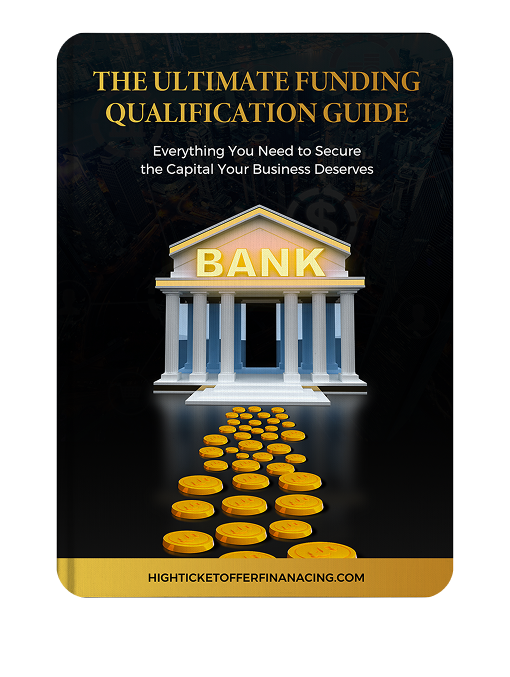 THE ULTIMATE FUNDING
QUALIFICATION GUIDE
Everything You Need to Secure
the Capital Your Business Deserves
BANK
HIGHTICKETOFFERFINANACING.COM